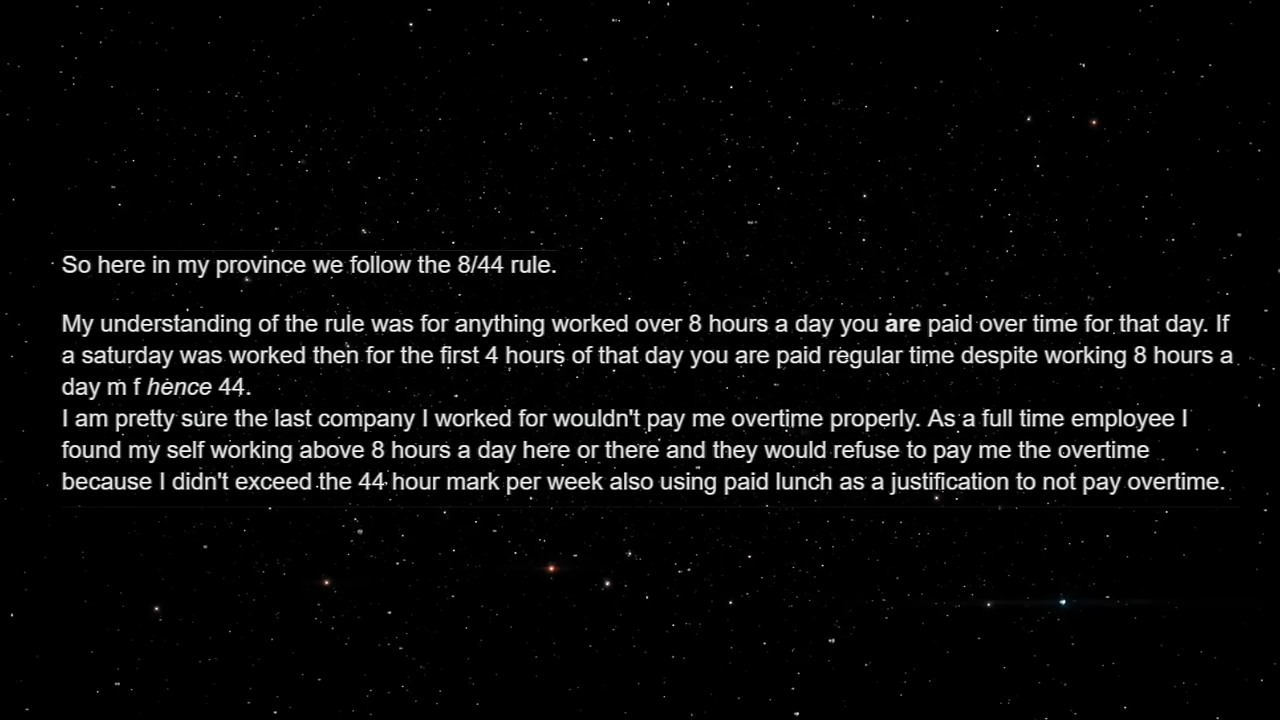 So here in my province we follow the 8/44 rule.
My understanding of the rule was for anything worked over 8 hours a day you are paid over time for that day. If
a saturday was worked then for the first 4 hours of that day you are paid regular time despite working 8 hours a
day m f hence 44.
I am pretty sure the last company I worked for wouldn't pay me overtime properly. As a full time employee I
found my self working above 8 hours a day here or there and they would refuse to pay me the overtime
because I didn't exceed the 44 hour mark per week also using paid lunch as a justification to not pay overtime.